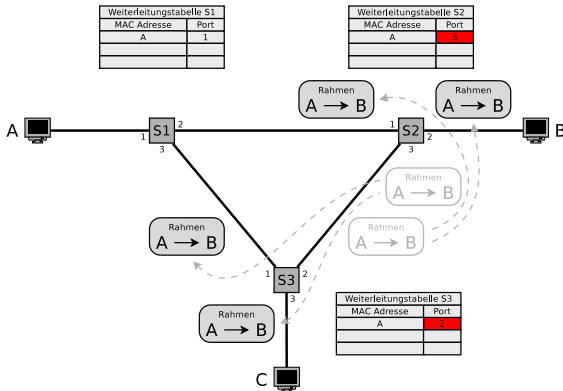 Weiterleitungstabelle S1
MAC Adresse Port
A 1
Weiterleitungstabelle S2
MAC Adresse Port
A 3
Rahmen
A → B
Rahmen
A → B
A
S1
1
2
3
S2
1
2
3
B
Rahmen
A → B
Rahmen
A → B
Rahmen
A → B
S3
1
2
3
Rahmen
A → B
Weiterleitungstabelle S3
MAC Adresse Port
A 2
C